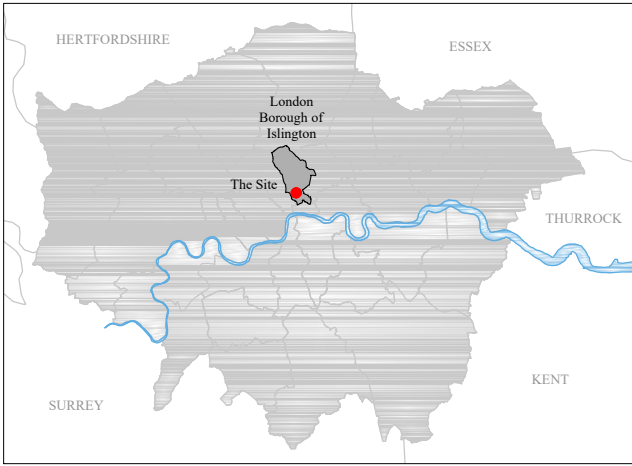 HERTFORDSHIRE
ESSEX
London
Borough of
Islington
The Site
THURROCK
KENT
SURREY